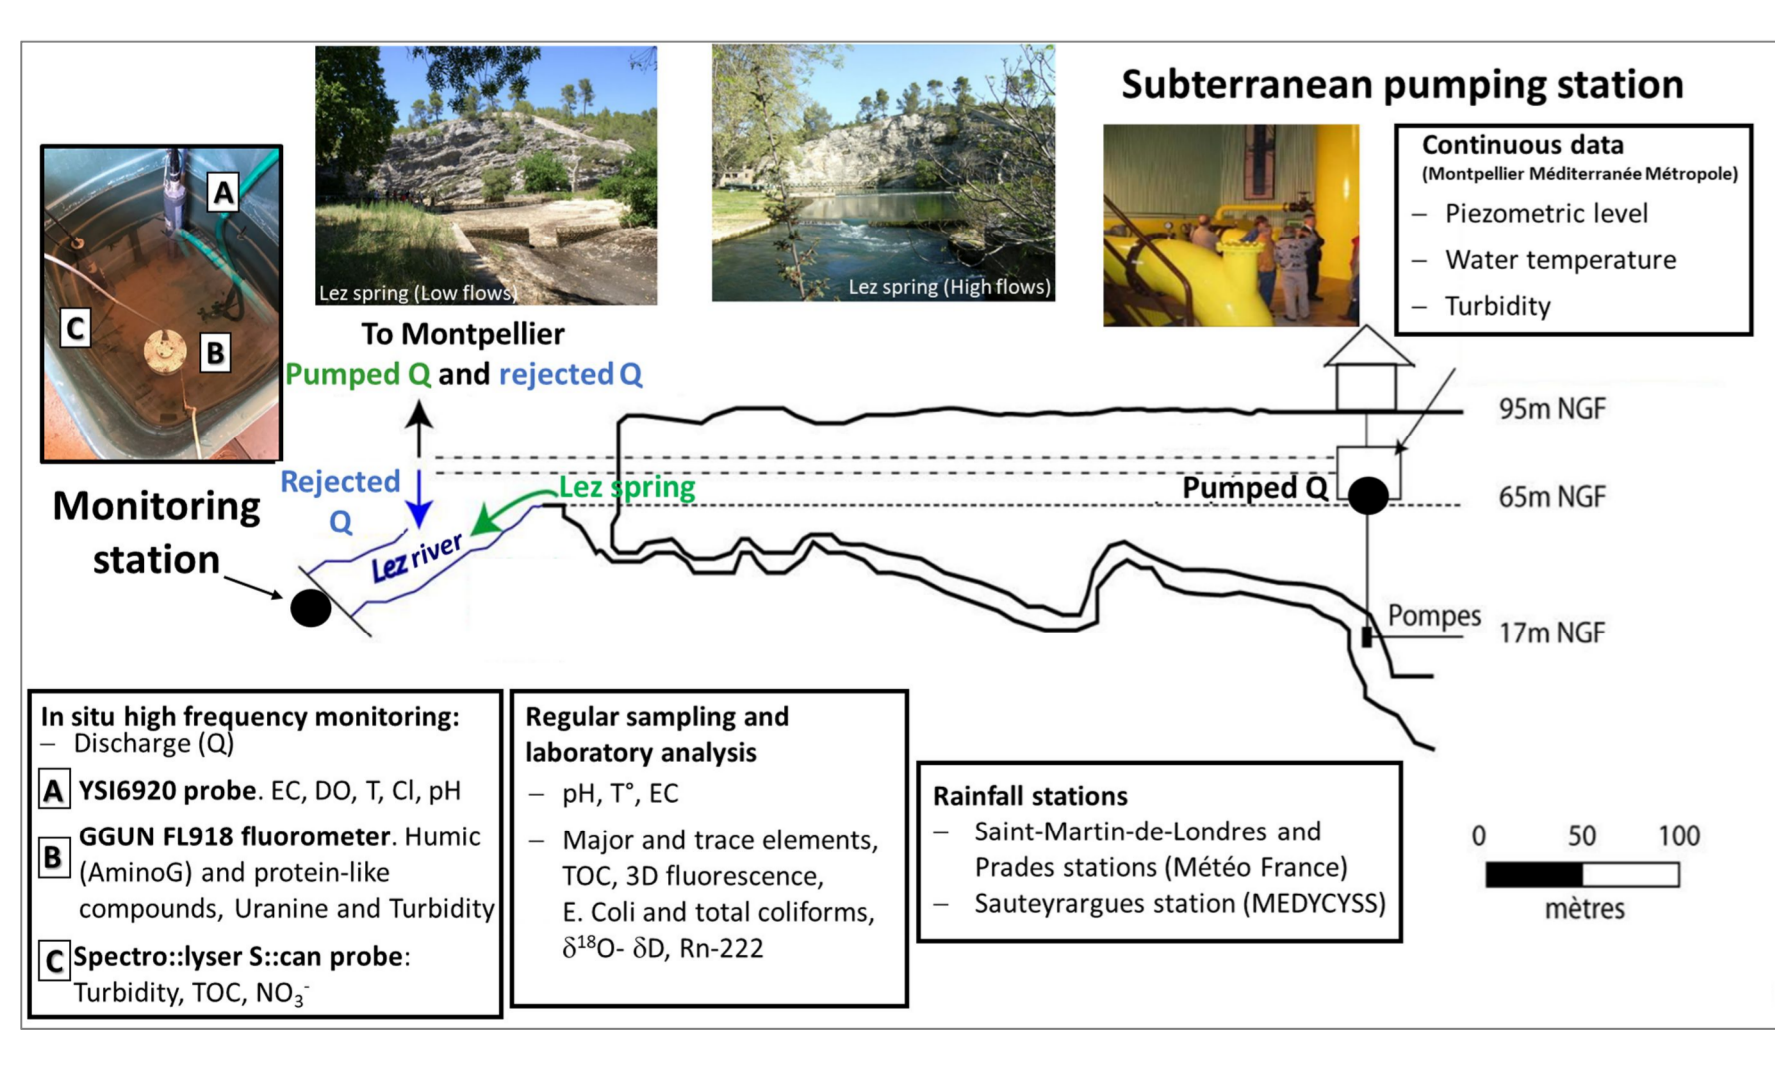 Subterranean pumping station
Continuous data
(Montpellier Méditerranée Métropole)
– Piezometric level
– Water temperature
– Turbidity
A
C
B
Lez spring (Low flows)
Lez spring (High flows)
To Montpellier
Pumped Q and rejected Q
95m NGF
Rejected
Q
Lez spring
Pumped Q
65m NGF
Monitoring
station
Lez river
Pompes
17m NGF
In situ high frequency monitoring:
– Discharge (Q)
A YSI6920 probe. EC, DO, T, Cl, pH
B GGUN FL918 fluorometer. Humic
(AminoG) and protein-like
compounds, Uranine and Turbidity
C Spectro::lyser S::can probe:
Turbidity, TOC, NO₃⁻
Regular sampling and
laboratory analysis
– pH, T°, EC
– Major and trace elements,
TOC, 3D fluorescence,
E. Coli and total coliforms,
δ¹⁸O- δD, Rn-222
Rainfall stations
– Saint-Martin-de-Londres and
Prades stations (Météo France)
– Sauteyrargues station (MEDYCYSS)
0 50 100
mètres